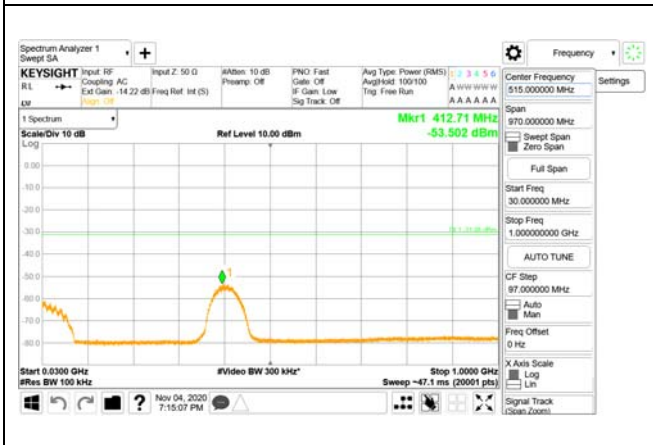 Spectrum Analyzer 1
Swept SA
+
Frequency
KEYSIGHT
RL
Input: RF
Coupling: AC
Ext Gain: -14.22 dB
Align: Off
Input Z: 50 Ω
Freq Ref: Int (S)
#Atten: 10 dB
Preamp: Off
PNO: Fast
Gate: Off
IF Gain: Low
Sig Track: Off
Avg Type: Power (RMS)
Avg|Hold: 100/100
Trig: Free Run
1 2 3 4 5 6
A W W W W W
A A A A A A
Center Frequency
515.000000 MHz
Settings
Span
970.000000 MHz
Swept Span
Zero Span
Full Span
Start Freq
30.000000 MHz
Stop Freq
1.000000000 GHz
AUTO TUNE
CF Step
97.000000 MHz
Auto
Man
Freq Offset
0 Hz
X Axis Scale
Log
Lin
Signal Track
(Span Zoom)
1 Spectrum
Scale/Div 10 dB
Ref Level 10.00 dBm
Mkr1 412.71 MHz
-53.502 dBm
Log
0.00
-10.0
-20.0
-30.0
-40.0
-50.0
-60.0
-70.0
-80.0
1
Start 0.0300 GHz
#Res BW 100 kHz
#Video BW 300 kHz*
Stop 1.0000 GHz
Sweep ~47.1 ms (20001 pts)
?
Nov 04, 2020
7:15:07 PM